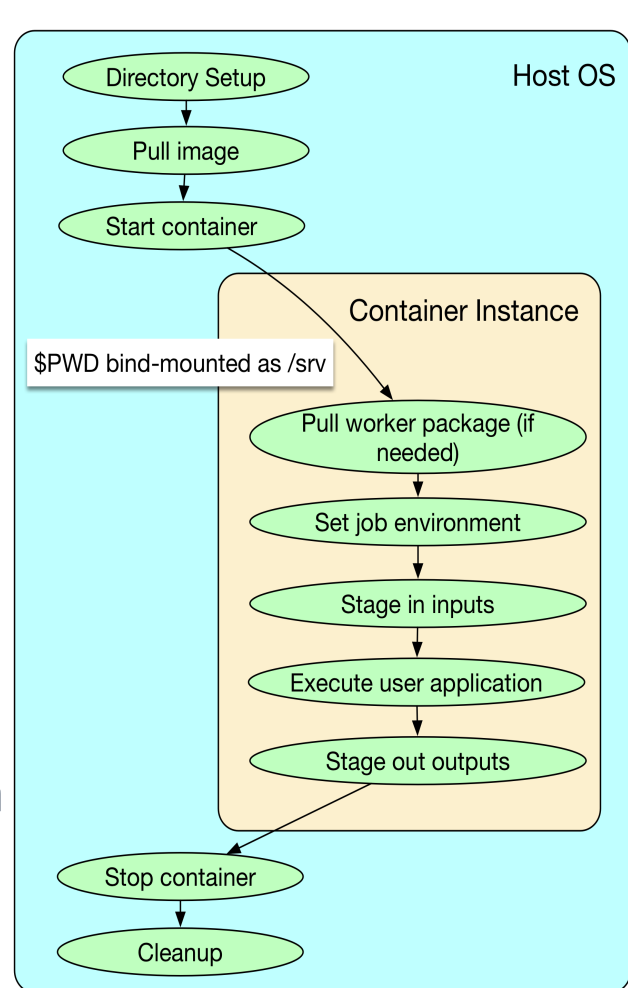 Host OS
Directory Setup
Pull image
Start container
Container Instance
$PWD bind-mounted as /srv
Pull worker package (if
needed)
Set job environment
Stage in inputs
Execute user application
Stage out outputs
Stop container
Cleanup